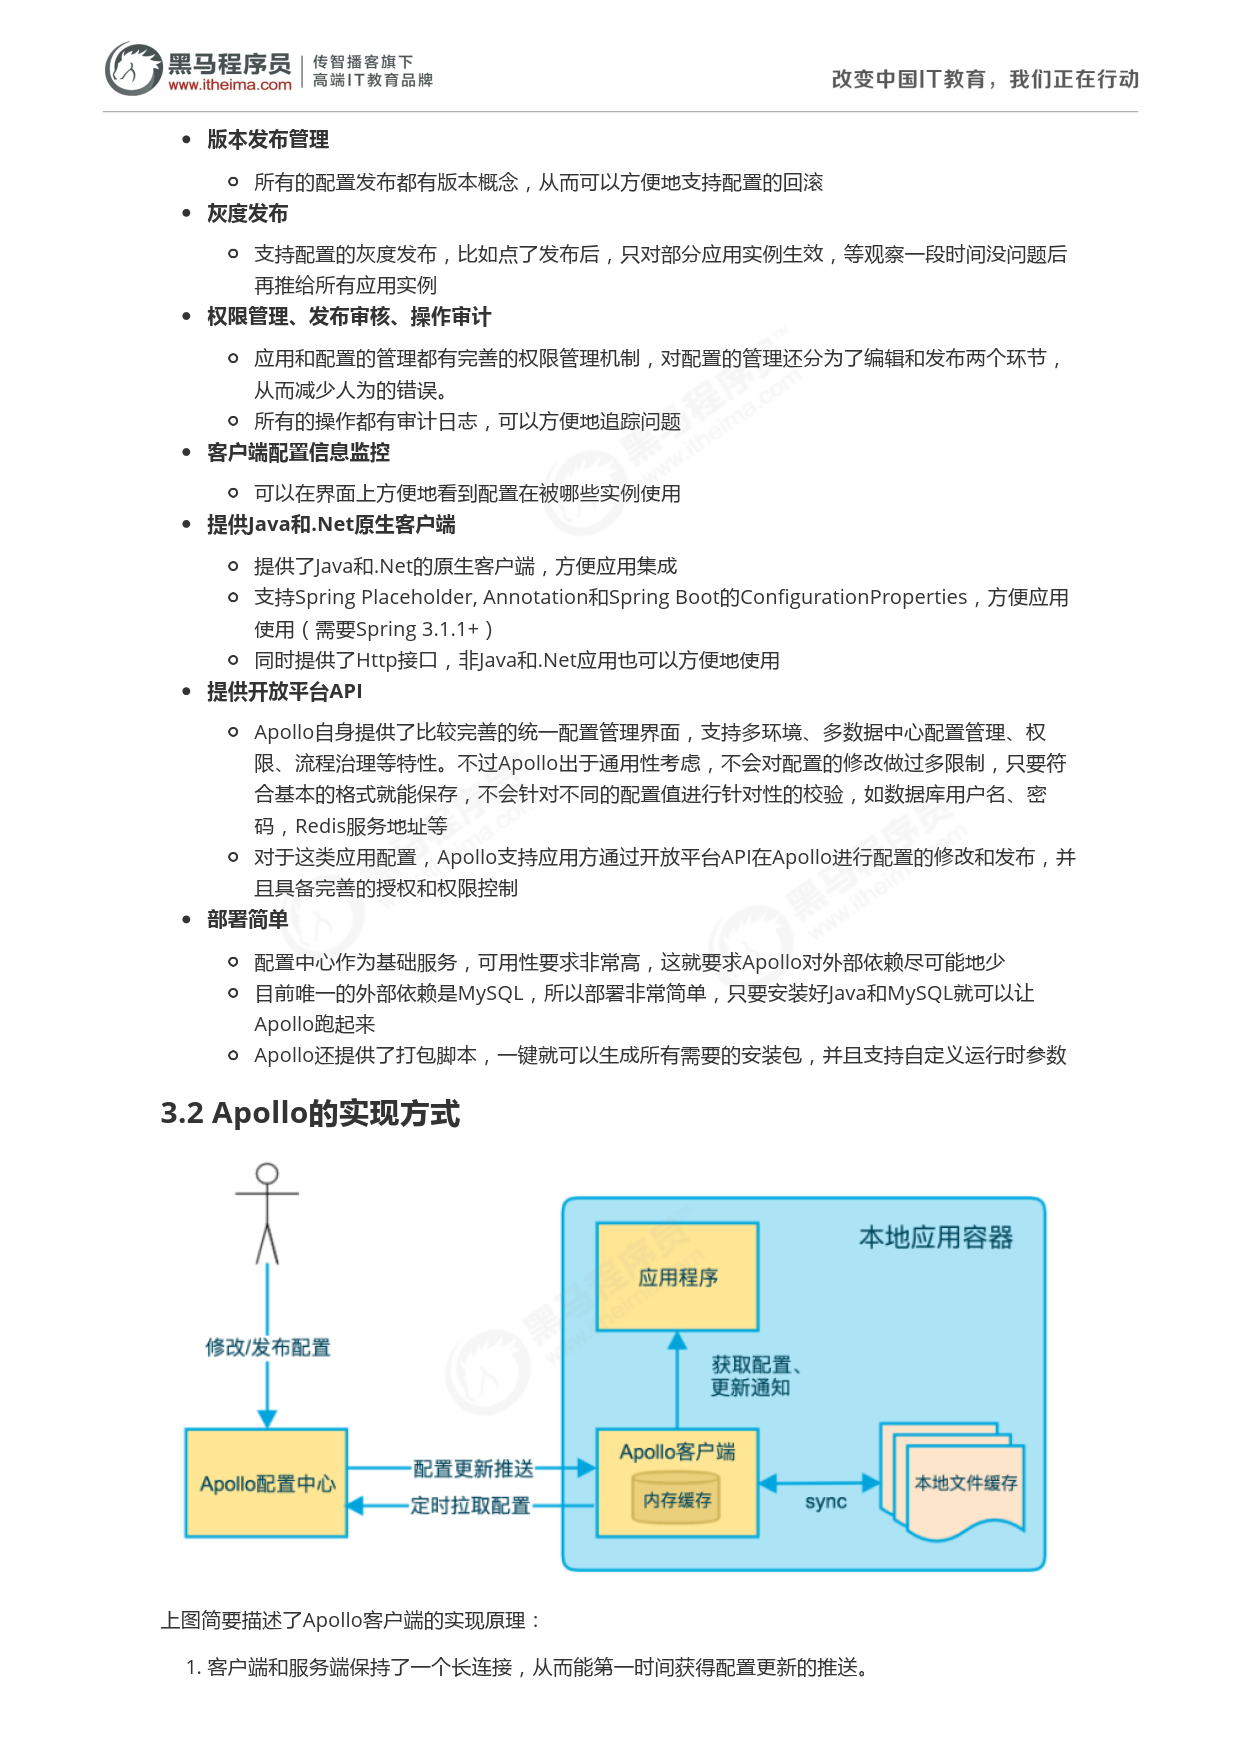 黑马程序员
www.itheima.com
传智播客旗下
高端IT教育品牌
改变中国IT教育，我们正在行动
版本发布管理
所有的配置发布都有版本概念，从而可以方便地支持配置的回滚
灰度发布
支持配置的灰度发布，比如点了发布后，只对部分应用实例生效，等观察一段时间没问题后
再推给所有应用实例
权限管理、发布审核、操作审计
应用和配置的管理都有完善的权限管理机制，对配置的管理还分为了编辑和发布两个环节，
从而减少人为的错误。
所有的操作都有审计日志，可以方便地追踪问题
客户端配置信息监控
可以在界面上方便地看到配置在被哪些实例使用
提供Java和.Net原生客户端
提供了Java和.Net的原生客户端，方便应用集成
支持Spring Placeholder, Annotation和Spring Boot的ConfigurationProperties，方便应用
使用（需要Spring 3.1.1+）
同时提供了Http接口，非Java和.Net应用也可以方便地使用
提供开放平台API
Apollo自身提供了比较完善的统一配置管理界面，支持多环境、多数据中心配置管理、权
限、流程治理等特性。不过Apollo出于通用性考虑，不会对配置的修改做过多限制，只要符
合基本的格式就能保存，不会针对不同的配置值进行针对性的校验，如数据库用户名、密
码，Redis服务地址等
对于这类应用配置，Apollo支持应用方通过开放平台API在Apollo进行配置的修改和发布，并
且具备完善的授权和权限控制
部署简单
配置中心作为基础服务，可用性要求非常高，这就要求Apollo对外部依赖尽可能地少
目前唯一的外部依赖是MySQL，所以部署非常简单，只要安装好Java和MySQL就可以让
Apollo跑起来
Apollo还提供了打包脚本，一键就可以生成所有需要的安装包，并且支持自定义运行时参数
3.2 Apollo的实现方式
本地应用容器
应用程序
修改/发布配置
获取配置、
更新通知
Apollo配置中心
配置更新推送
定时拉取配置
Apollo客户端
内存缓存
sync
本地文件缓存
上图简要描述了Apollo客户端的实现原理：
1. 客户端和服务端保持了一个长连接，从而能第一时间获得配置更新的推送。